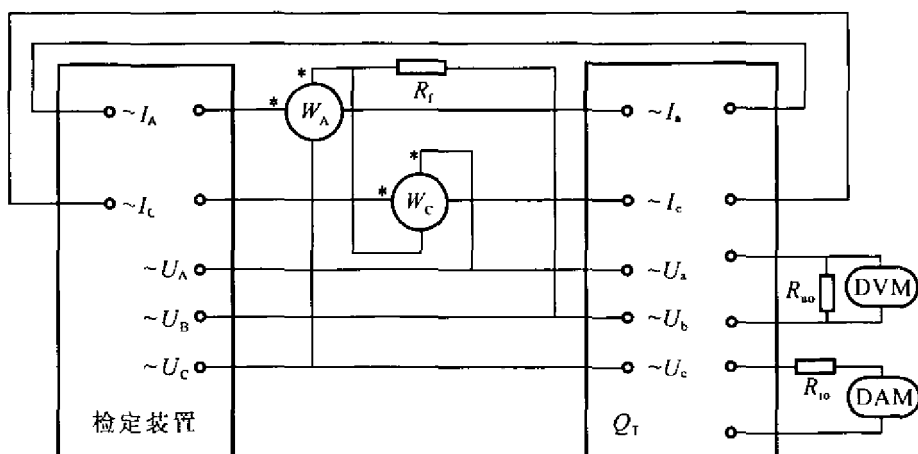 *
R_f
~I_A
*
W_A
~I_a
*
~I_C
*
W_C
~I_c
~U_A
~U_a
R_uo
DVM
~U_B
~U_b
~U_C
~U_c
R_io
DAM
检定装置
Q_T